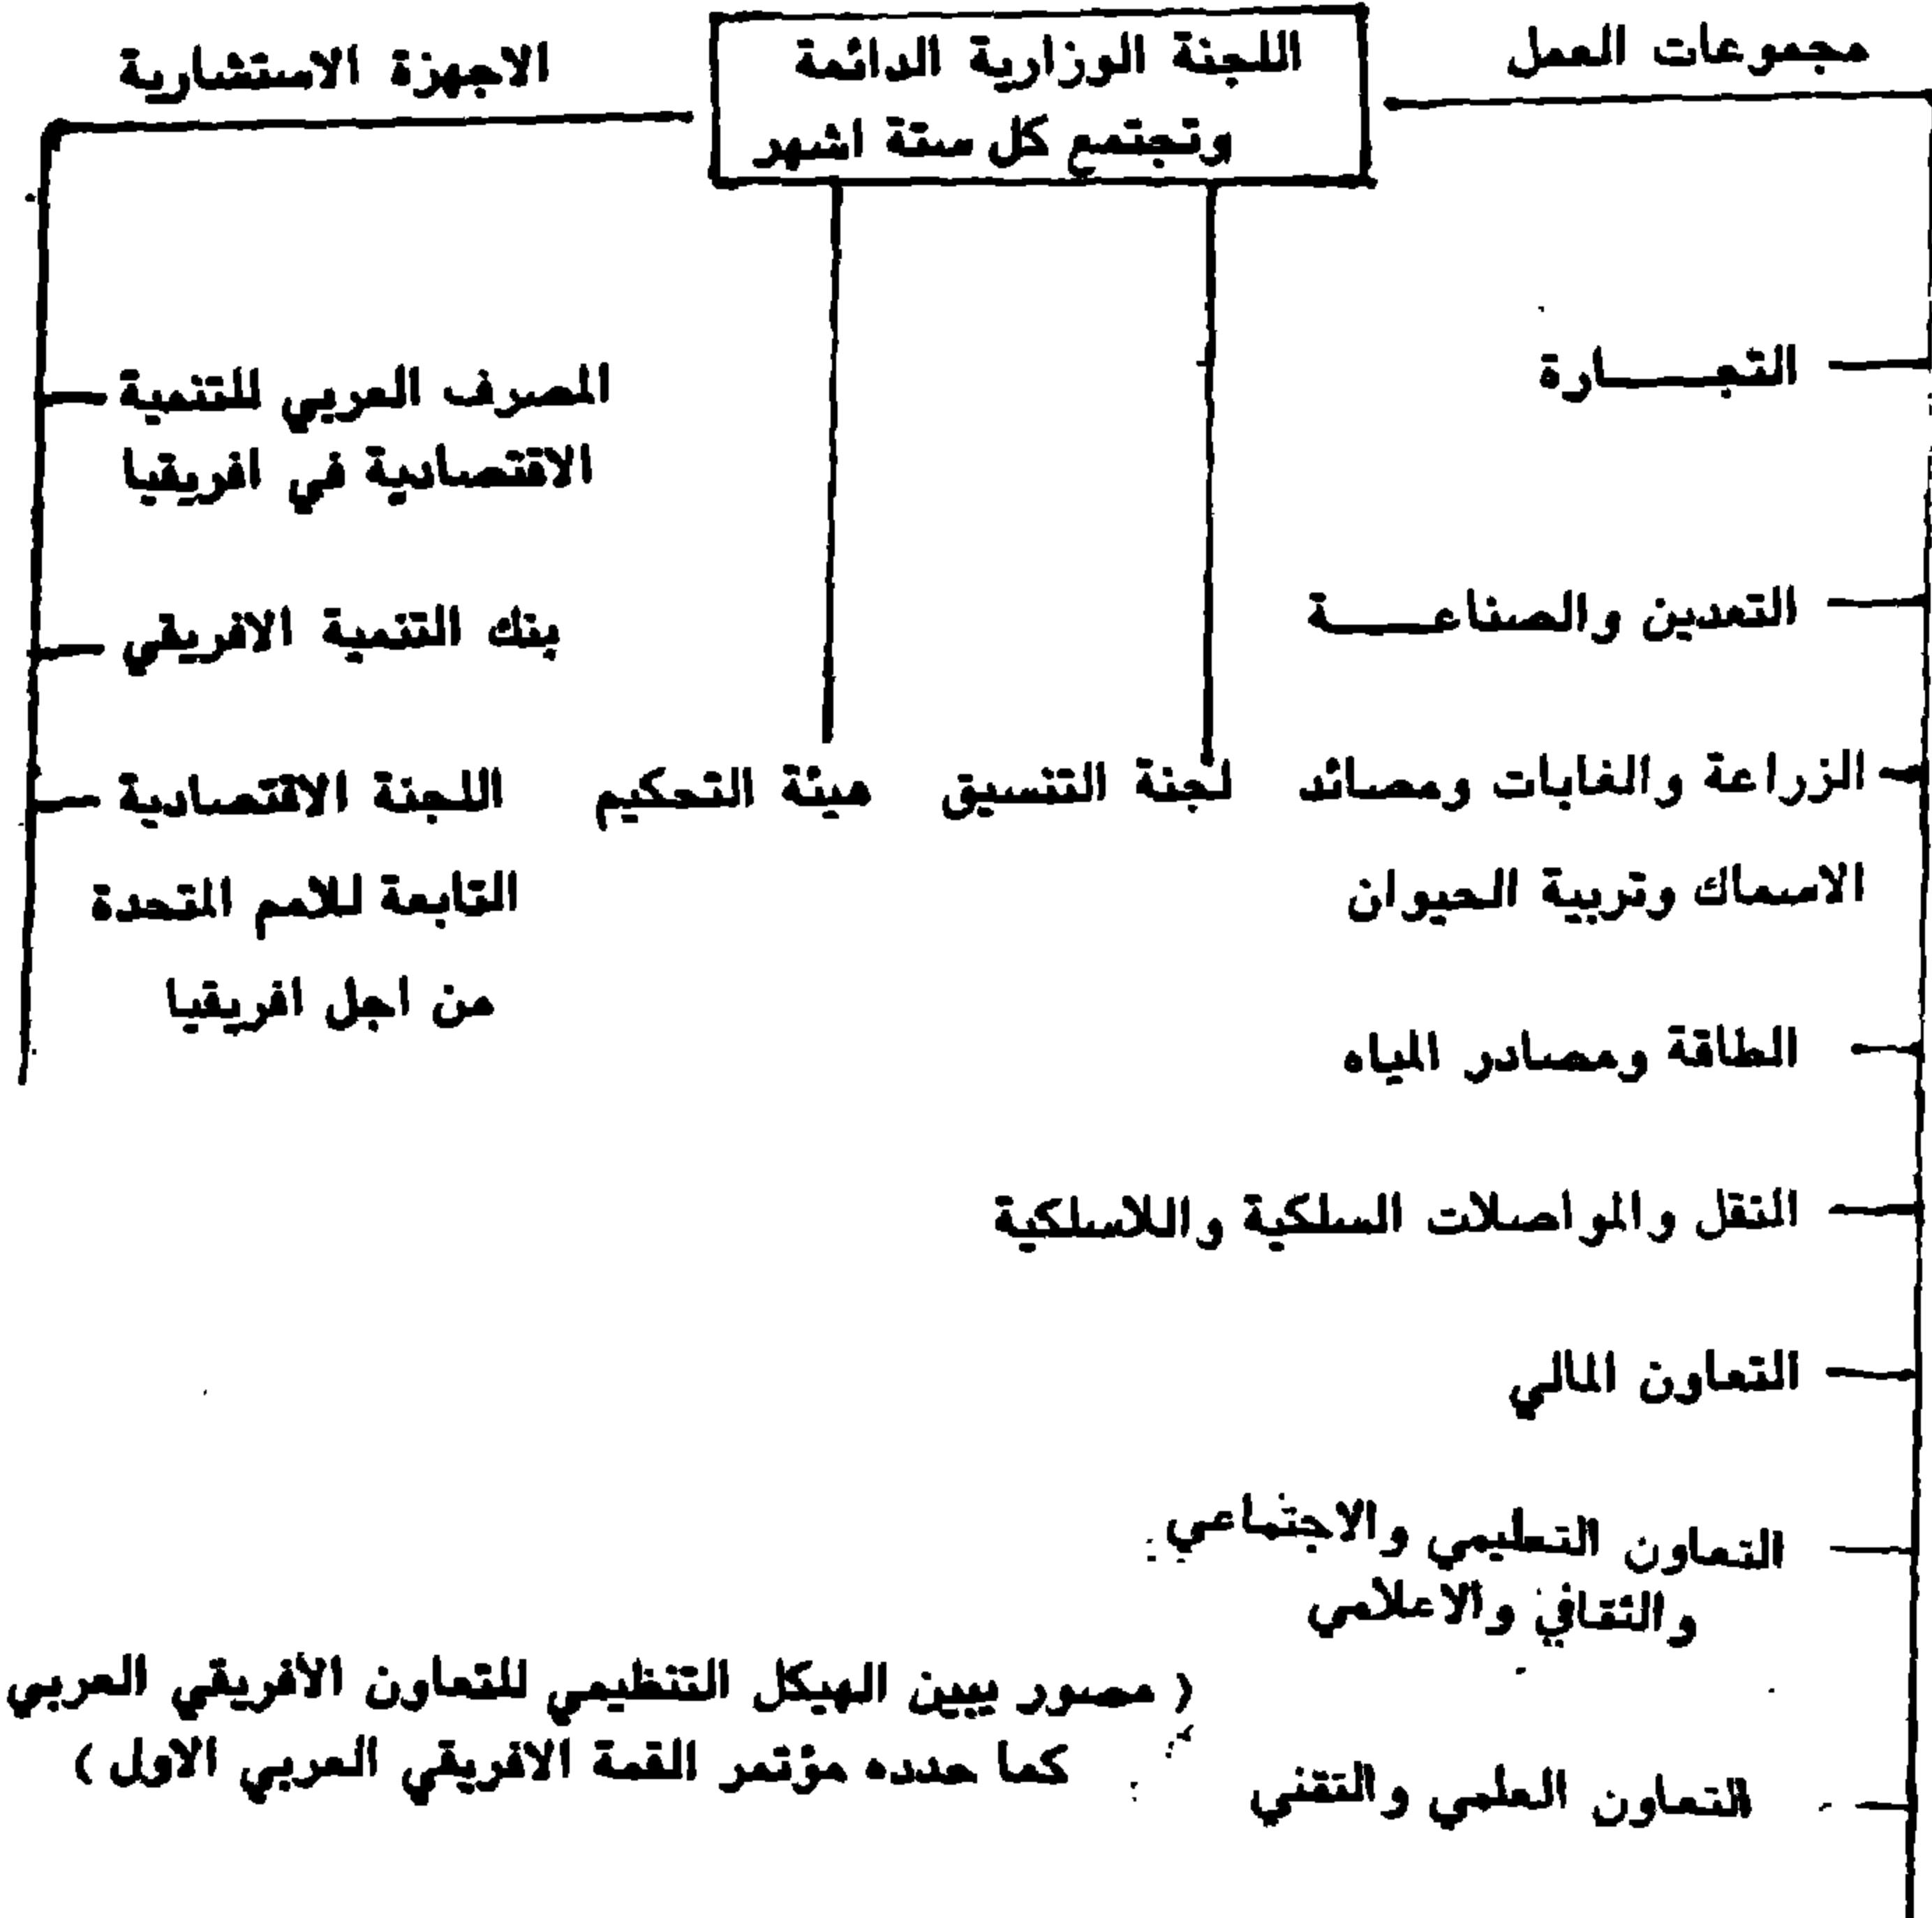 مجموعات العمل
اللجنة الوزارية الدائمة
وتجتمع كل ستة اشهر
الاجهزة الاستشارية
التجـــــارة
التعدين والصناعـــــة
الزراعة والغابات ومصائد
الاسماك وتربية الحيوان
الطاقة ومصادر المياه
النقل والمواصلات السلكية واللاسلكية
التعاون المالي
التعاون التعليمي والاجتماعي
والثقافي والاعلامي
التعاون العلمي والتقني
لجنة التنسيق
هيئة التحكيم
المصرف العربي للتنمية
الاقتصادية في افريقيا
بنك التنمية الافريقي
اللجنة الاقتصادية
التابعة للامم المتحدة
من اجل افريقيا
( مصور يبين الهيكل التنظيمي للتعاون الأفريقي العربي
كما حدده مؤتمر القمة الافريقي العربي الاول )